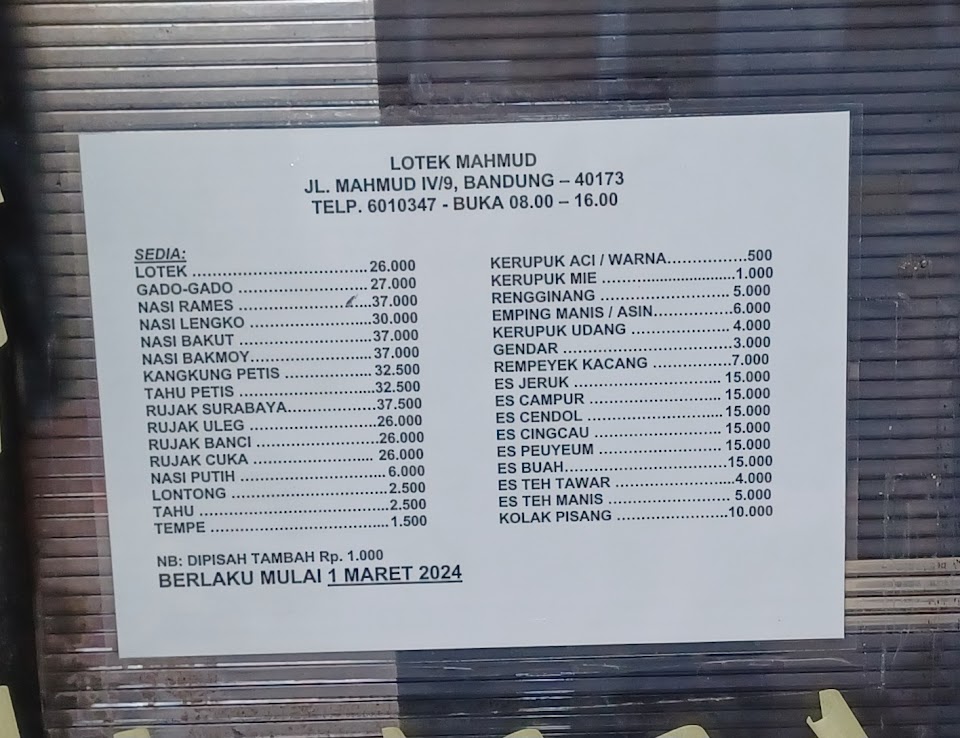 LOTEK MAHMUD
JL. MAHMUD IV/9, BANDUNG – 40173
TELP. 6010347 - BUKA 08.00 – 16.00
SEDIA:
LOTEK ................................... 26.000
GADO-GADO .......................... 27.000
NASI RAMES ..........................37.000
NASI LENGKO ........................30.000
NASI BAKUT ...........................37.000
NASI BAKMOY........................37.000
KANGKUNG PETIS .................32.500
TAHU PETIS ...........................32.500
RUJAK SURABAYA.................37.500
RUJAK ULEG .........................26.000
RUJAK BANCI ........................26.000
RUJAK CUKA ........................ 26.000
NASI PUTIH ..............................6.000
LONTONG ...............................2.500
TAHU ......................................2.500
TEMPE ...................................1.500
KERUPUK ACI / WARNA................500
KERUPUK MIE ...........................1.000
RENGGINANG .......................... 5.000
EMPING MANIS / ASIN................6.000
KERUPUK UDANG .................... 4.000
GENDAR ..................................3.000
REMPEYEK KACANG ................7.000
ES JERUK ............................. 15.000
ES CAMPUR .......................... 15.000
ES CENDOL ........................... 15.000
ES CINGCAU .......................... 15.000
ES PEUYEUM ......................... 15.000
ES BUAH................................15.000
ES TEH TAWAR .......................4.000
ES TEH MANIS ....................... 5.000
KOLAK PISANG ......................10.000
NB: DIPISAH TAMBAH Rp. 1.000
BERLAKU MULAI 1 MARET 2024